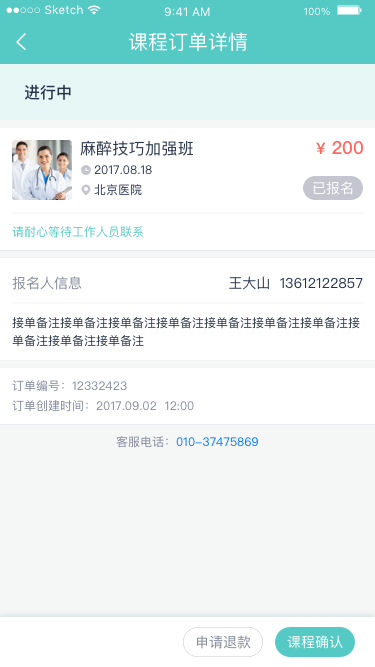 Sketch 9:41 AM 100%
课程订单详情
进行中
麻醉技巧加强班 ¥ 200
2017.08.18
北京医院 已报名
请耐心等待工作人员联系
报名人信息 王大山 13612122857
接单备注接单备注接单备注接单备注接单备注接单备注接单备注接
单备注接单备注接单备注
订单编号：12332423
订单创建时间：2017.09.02 12:00
客服电话：010-37475869
申请退款 课程确认